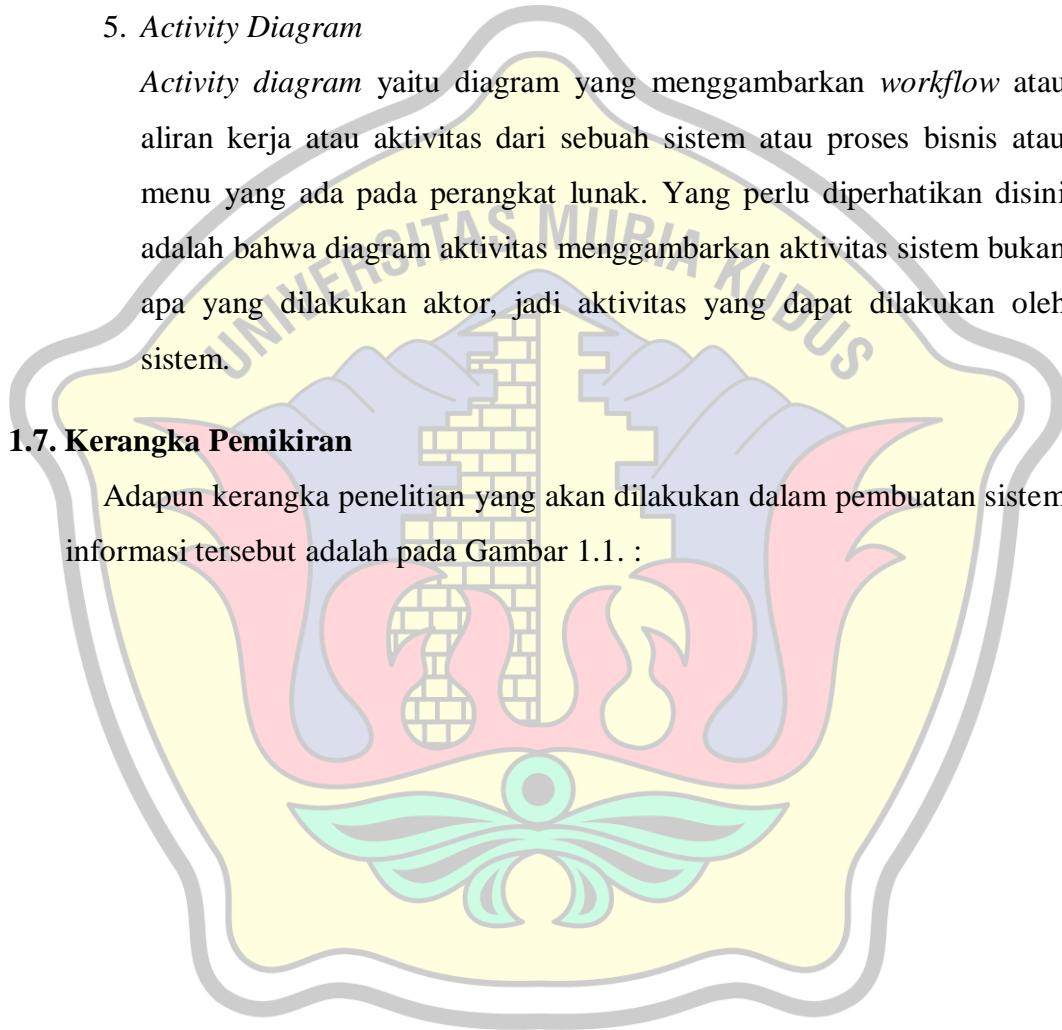 5. Activity Diagram
Activity diagram yaitu diagram yang menggambarkan workflow atau
aliran kerja atau aktivitas dari sebuah sistem atau proses bisnis atau
menu yang ada pada perangkat lunak. Yang perlu diperhatikan disini
adalah bahwa diagram aktivitas menggambarkan aktivitas sistem bukan
apa yang dilakukan aktor, jadi aktivitas yang dapat dilakukan oleh
sistem.
UNIVERSITAS MURIA KUDUS
1.7. Kerangka Pemikiran
Adapun kerangka penelitian yang akan dilakukan dalam pembuatan sistem
informasi tersebut adalah pada Gambar 1.1. :